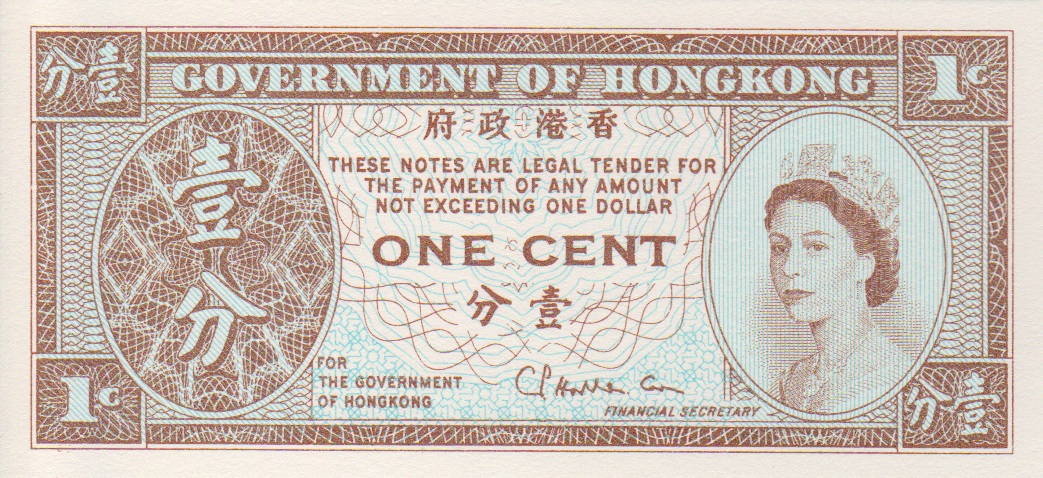 分壹
GOVERNMENT OF HONGKONG
1C
府政港香
THESE NOTES ARE LEGAL TENDER FOR
THE PAYMENT OF ANY AMOUNT
NOT EXCEEDING ONE DOLLAR
壹分
ONE CENT
分壹
FOR
THE GOVERNMENT
OF HONGKONG
FINANCIAL SECRETARY
1C
分壹